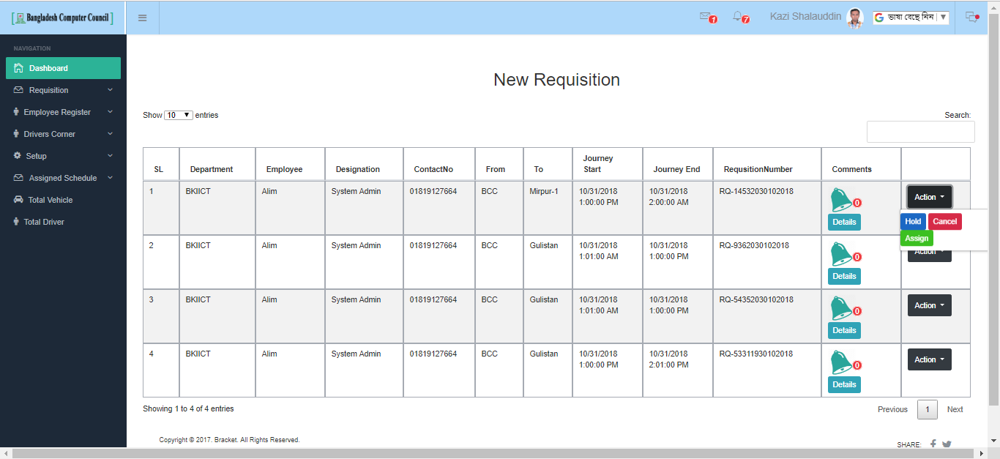 [ Bangladesh Computer Council ]
1
7
Kazi Shalauddin
G ভাষা বেছে নিন ▼
NAVIGATION
Dashboard
Requisition
Employee Register
Drivers Corner
Setup
Assigned Schedule
Total Vehicle
Total Driver
New Requisition
Show 10 entries
Search:
SL Department Employee Designation ContactNo From To Journey Start Journey End RequsitionNumber Comments
1 BKIICT Alim System Admin 01819127664 BCC Mirpur-1 10/31/2018 1:00:00 PM 10/31/2018 2:00:00 AM RQ-14532030102018 0 Details Action
Hold Cancel
Assign
2 BKIICT Alim System Admin 01819127664 BCC Gulistan 10/31/2018 1:01:00 AM 10/31/2018 1:00:00 PM RQ-9362030102018 0 Details Action
3 BKIICT Alim System Admin 01819127664 BCC Gulistan 10/31/2018 1:01:00 AM 10/31/2018 1:00:00 PM RQ-54352030102018 0 Details Action
4 BKIICT Alim System Admin 01819127664 BCC Gulistan 10/31/2018 1:00:00 PM 10/31/2018 2:01:00 PM RQ-53311930102018 0 Details Action
Showing 1 to 4 of 4 entries
Previous 1 Next
Copyright © 2017. Bracket. All Rights Reserved.
SHARE: